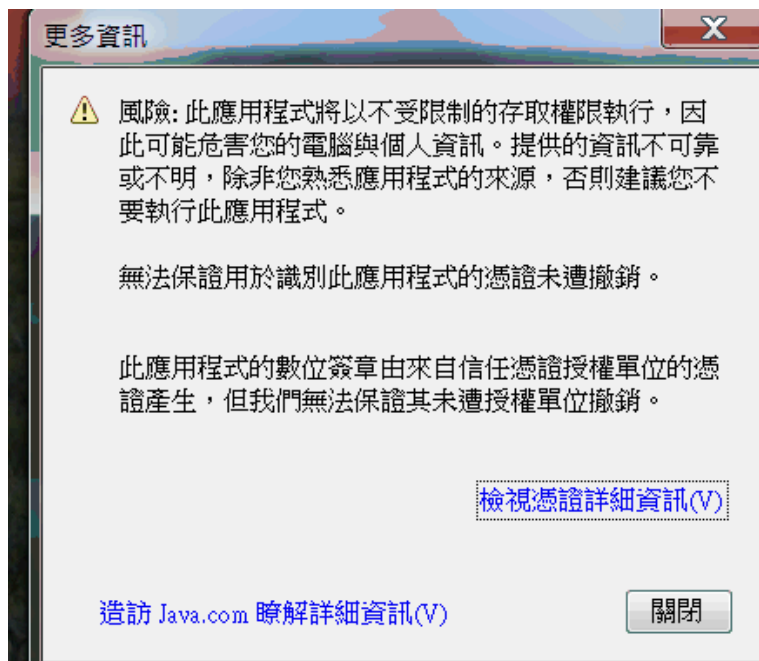 更多資訊
風險: 此應用程式將以不受限制的存取權限執行，因
此可能危害您的電腦與個人資訊。提供的資訊不可靠
或不明，除非您熟悉應用程式的來源，否則建議您不
要執行此應用程式。
無法保證用於識別此應用程式的憑證未遭撤銷。
此應用程式的數位簽章由來自信任憑證授權單位的憑
證產生，但我們無法保證其未遭授權單位撤銷。
檢視憑證詳細資訊(V)
造訪 Java.com 瞭解詳細資訊(V)
關閉